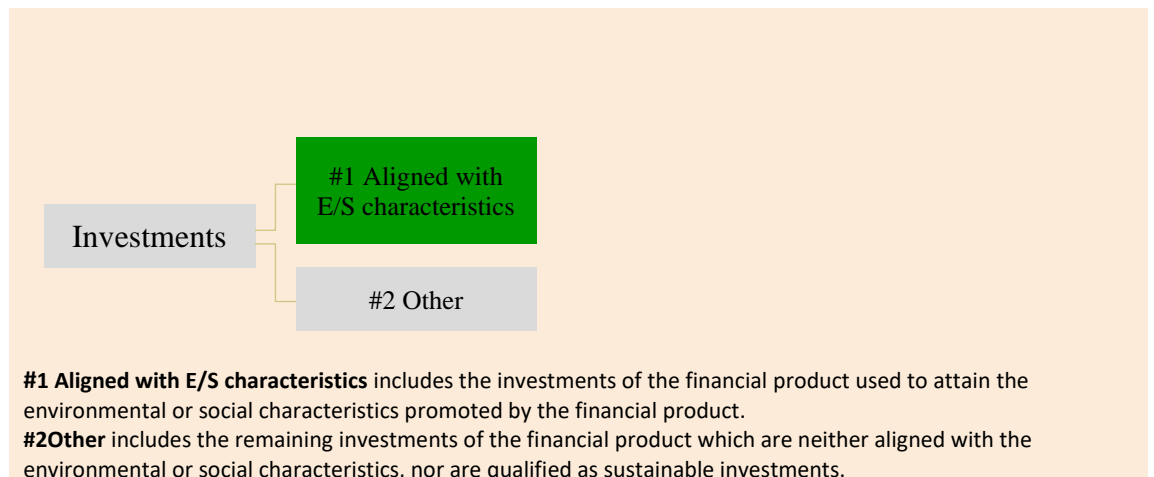 #1 Aligned with
E/S characteristics
Investments
#2 Other
#1 Aligned with E/S characteristics includes the investments of the financial product used to attain the
environmental or social characteristics promoted by the financial product.
#2Other includes the remaining investments of the financial product which are neither aligned with the
environmental or social characteristics, nor are qualified as sustainable investments.